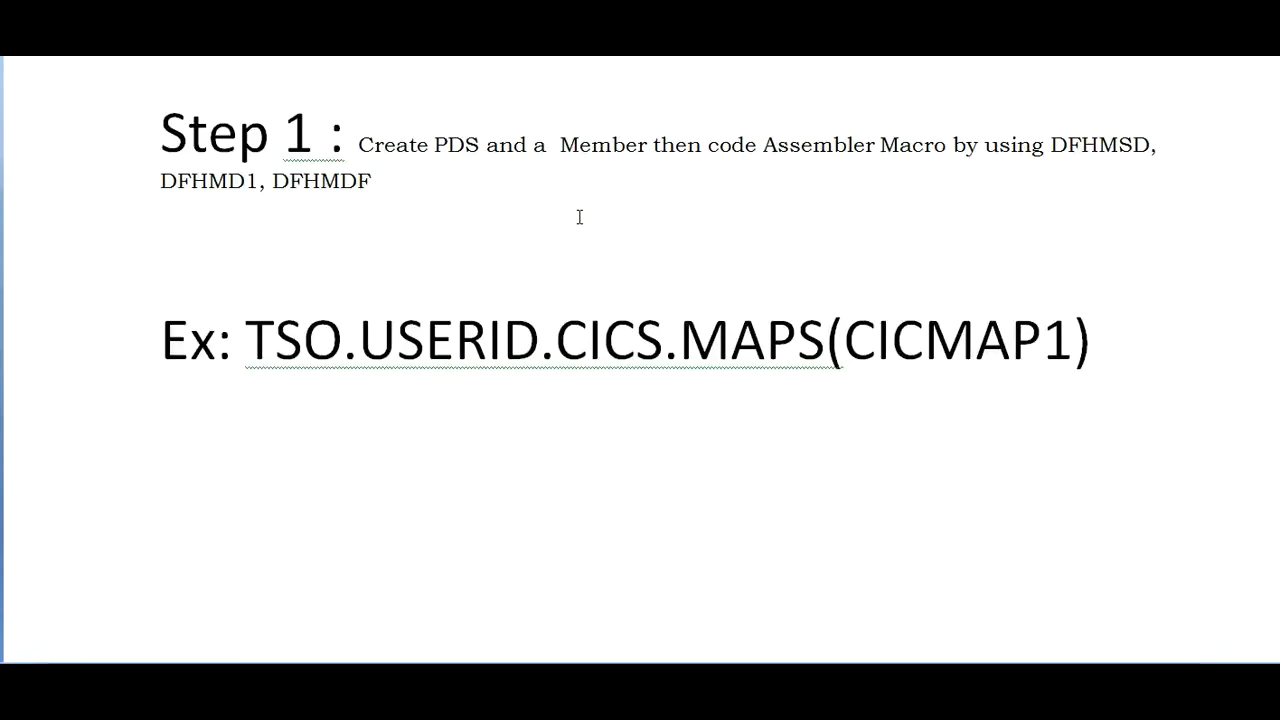 Step 1 : Create PDS and a Member then code Assembler Macro by using DFHMSD,
DFHMD1, DFHMDF
Ex: TSO.USERID.CICS.MAPS(CICMAP1)